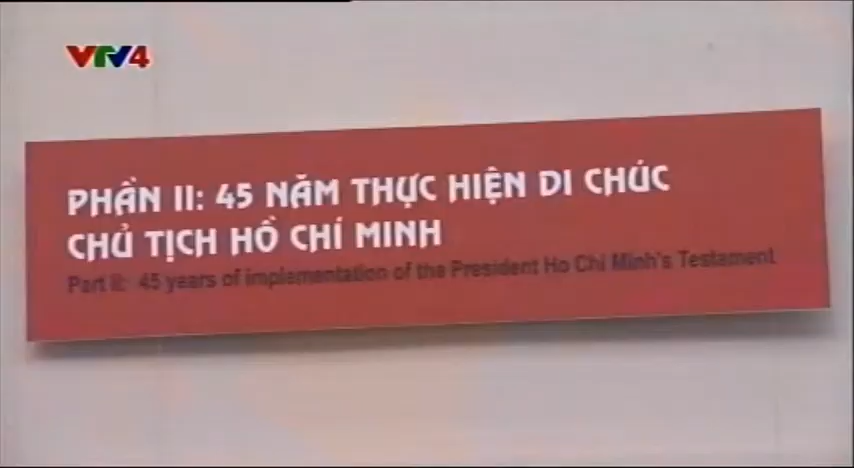 VTV4
PHẦN II: 45 NĂM THỰC HIỆN DI CHÚC
CHỦ TỊCH HỒ CHÍ MINH
Part II: 45 years of implementation of the President Ho Chi Minh's Testament